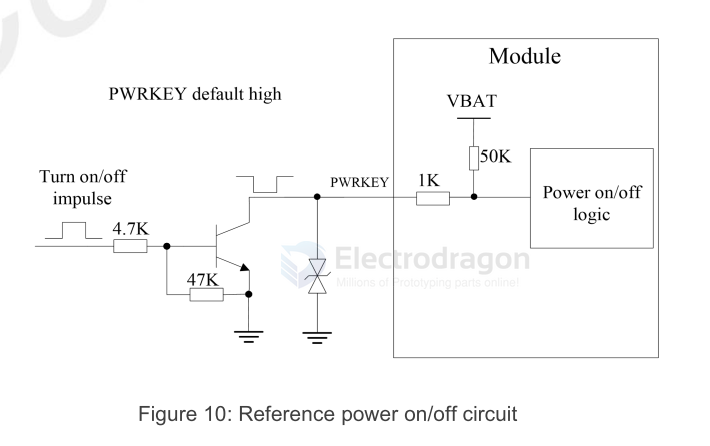 Module
PWRKEY default high
VBAT
50K
Turn on/off
impulse
PWRKEY
1K
Power on/off
logic
4.7K
47K
Electrodragon
Millions of Prototyping parts online!
Figure 10: Reference power on/off circuit